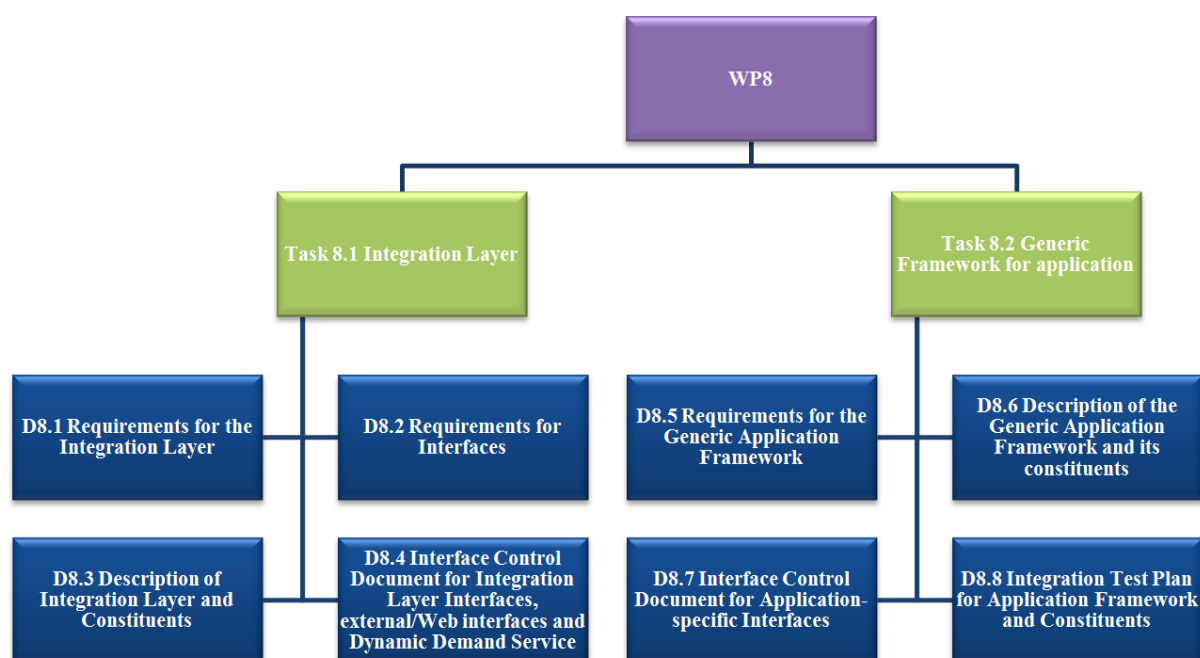 WP8
Task 8.1 Integration Layer
Task 8.2 Generic
Framework for application
D8.1 Requirements for the
Integration Layer
D8.2 Requirements for
Interfaces
D8.5 Requirements for the
Generic Application
Framework
D8.6 Description of the
Generic Application
Framework and its
constituents
D8.3 Description of
Integration Layer and
Constituents
D8.4 Interface Control
Document for Integration
Layer Interfaces,
external/Web interfaces and
Dynamic Demand Service
D8.7 Interface Control
Document for Application-
specific Interfaces
D8.8 Integration Test Plan
for Application Framework
and Constituents